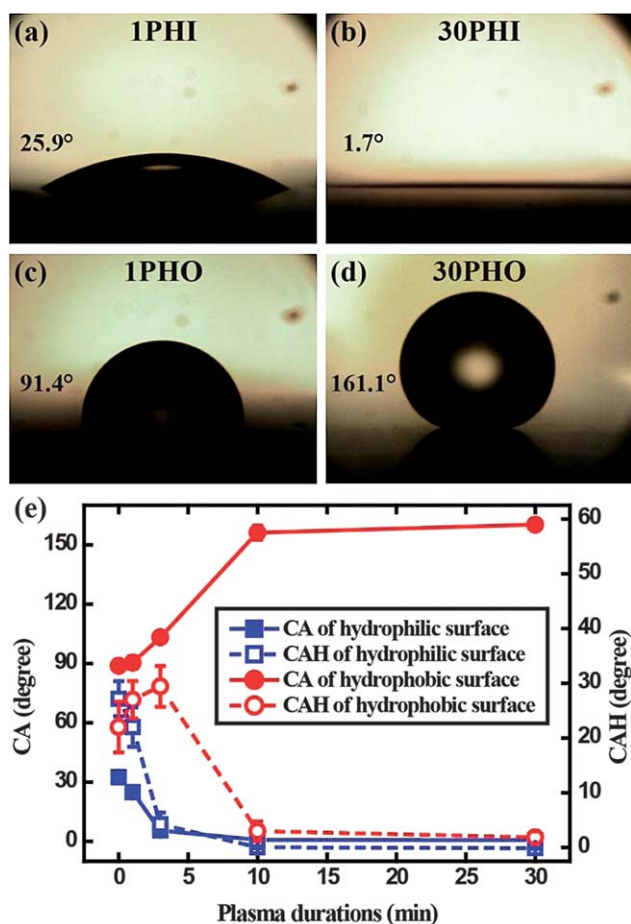 (a) 1PHI
25.9°
(b) 30PHI
1.7°
(c) 1PHO
91.4°
(d) 30PHO
161.1°
(e)
CA (degree)
150
120
90
60
30
0
CA of hydrophilic surface
CAH of hydrophilic surface
CA of hydrophobic surface
CAH of hydrophobic surface
60
50
40
30
20
10
0
CAH (degree)
0 5 10 15 20 25 30
Plasma durations (min)